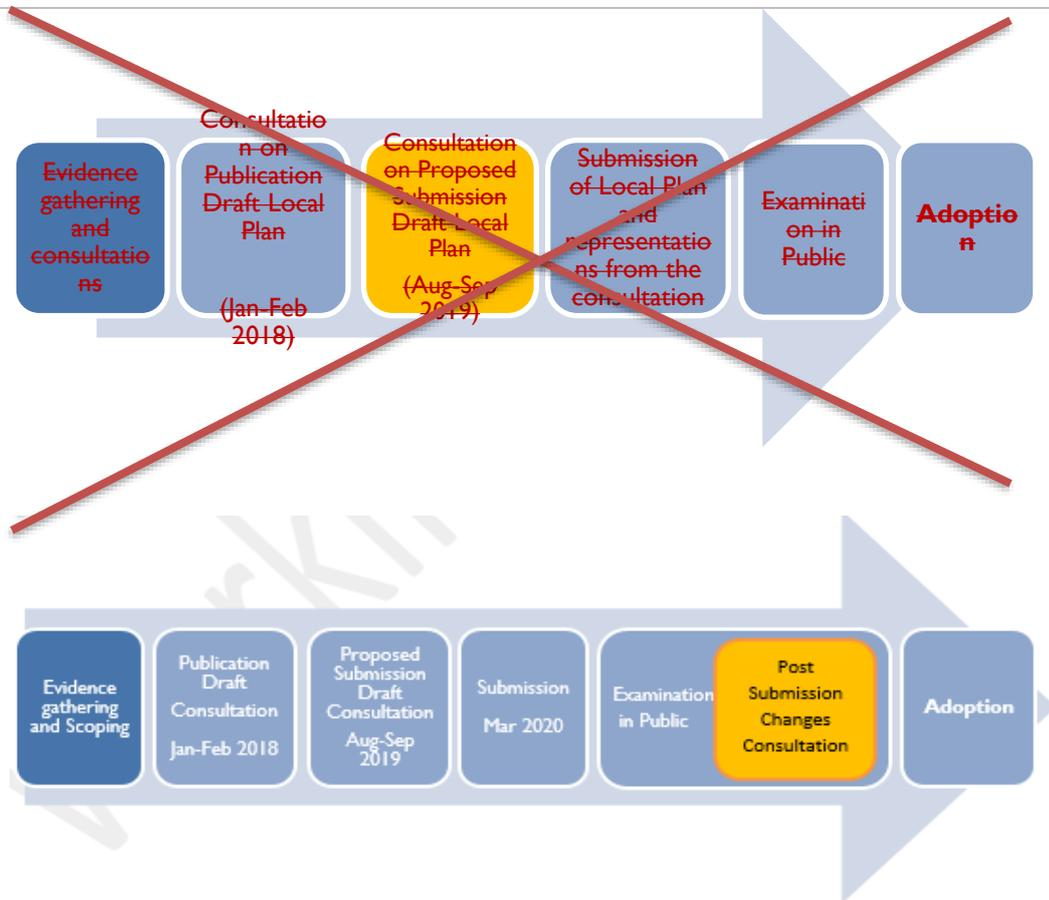 Evidence
gathering
and
consultatio
ns
Consultatio
n on
Publication
Draft Local
Plan
(Jan-Feb
2018)
Consultation
on Proposed
Submission
Draft Local
Plan
(Aug-Sep
2019)
Submission
of Local Plan
and
representatio
ns from the
consultation
Examinati
on in
Public
Adoptio
n
Evidence
gathering
and Scoping
Publication
Draft
Consultation
Jan-Feb 2018
Proposed
Submission
Draft
Consultation
Aug-Sep
2019
Submission
Mar 2020
Examination
in Public
Post
Submission
Changes
Consultation
Adoption